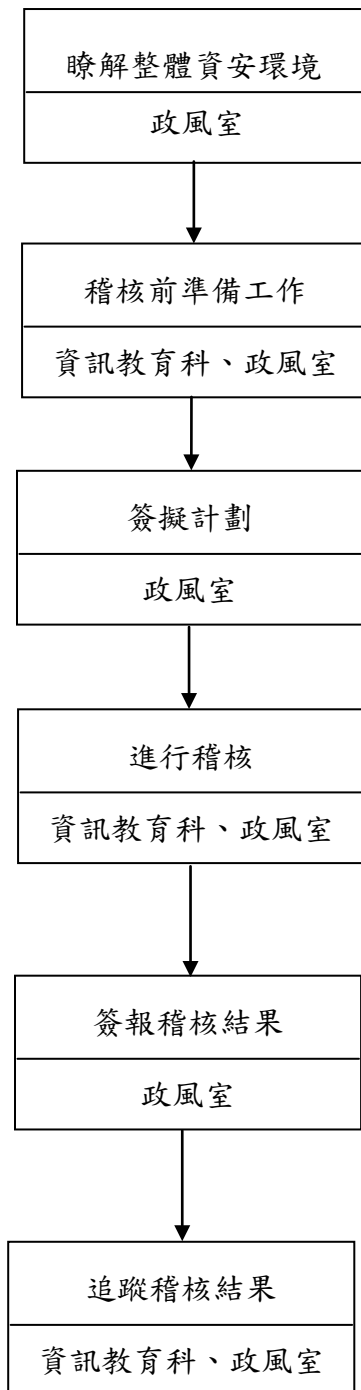 瞭解整體資安環境
政風室
稽核前準備工作
資訊教育科、政風室
簽擬計劃
政風室
進行稽核
資訊教育科、政風室
簽報稽核結果
政風室
追蹤稽核結果
資訊教育科、政風室